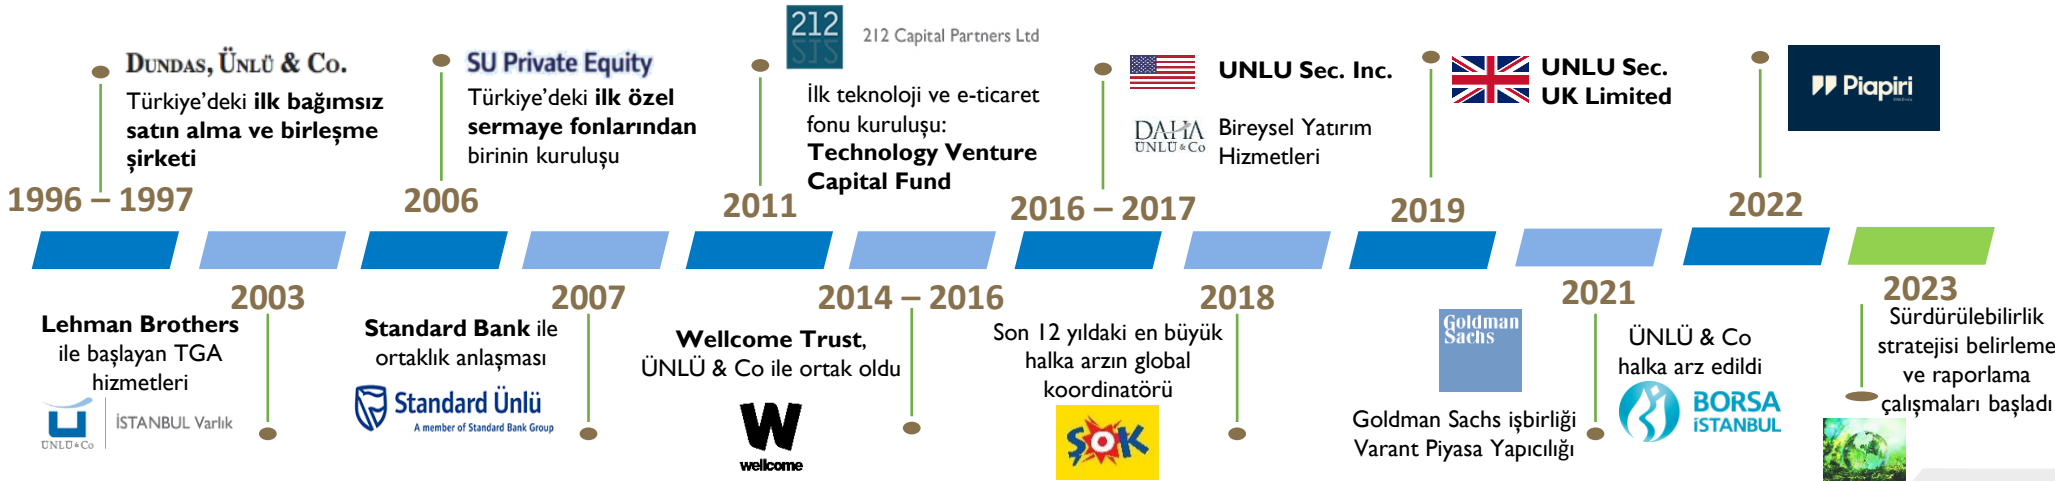 DUNDAS, ÜNLÜ & CO.
Türkiye’deki ilk bağımsız
satın alma ve birleşme
şirketi
1996 – 1997
SU Private Equity
Türkiye’deki ilk özel
sermaye fonlarından
birinin kuruluşu
2006
212
212 Capital Partners Ltd
İlk teknoloji ve e-ticaret
fonu kuruluşu:
Technology Venture
Capital Fund
2011
UNLU Sec. Inc.
DAHA
ÜNLÜ & Co
Bireysel Yatırım
Hizmetleri
2016 – 2017
UNLU Sec.
UK Limited
2019
Piapiri
2022
2003
Lehman Brothers
ile başlayan TGA
hizmetleri
ÜNLÜ & Co
İSTANBUL Varlık
2007
Standard Bank ile
ortaklık anlaşması
Standard Ünlü
A member of Standard Bank Group
2014 – 2016
Wellcome Trust,
ÜNLÜ & Co ile ortak oldu
W
wellcome
2018
Son 12 yıldaki en büyük
halka arzın global
koordinatörü
ŞOK
2021
Goldman
Sachs
Goldman Sachs işbirliği
Varant Piyasa Yapıcılığı
ÜNLÜ & Co
halka arz edildi
BORSA
İSTANBUL
2023
Sürdürülebilirlik
stratejisi belirleme
ve raporlama
çalışmaları başladı